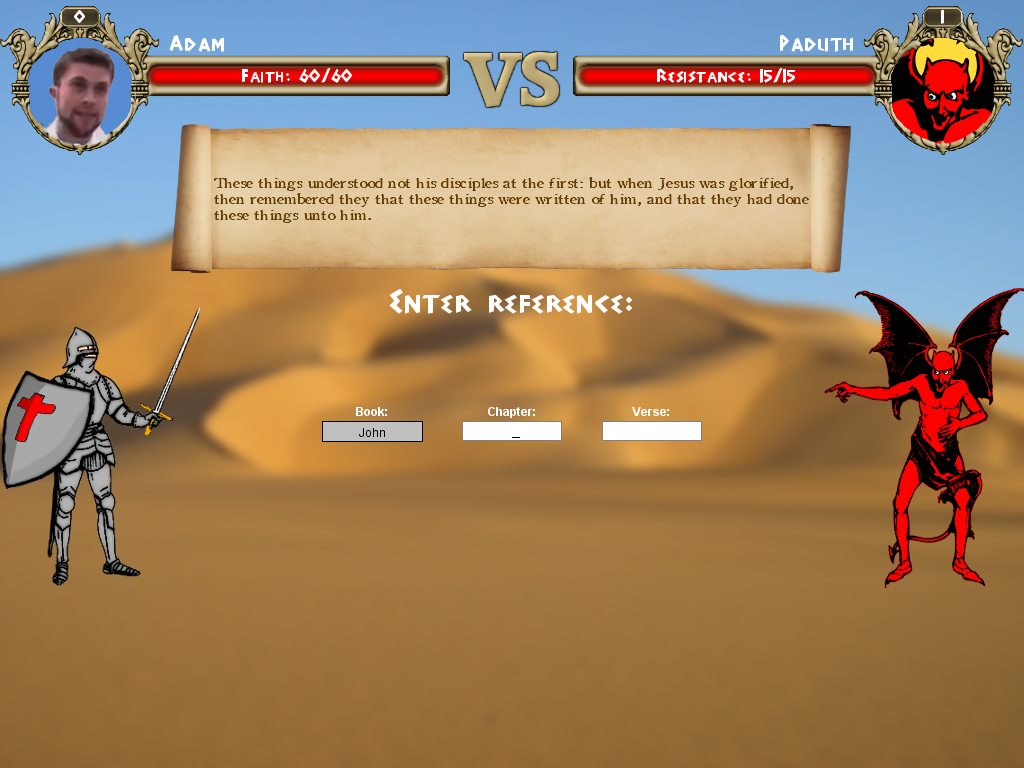 0
1
Adam
Paduth
Faith: 60/60
VS
Resistance: 15/15
These things understood not his disciples at the first: but when Jesus was glorified,
then remembered they that these things were written of him, and that they had done
these things unto him.
Enter reference:
Book:
Chapter:
Verse:
John
_